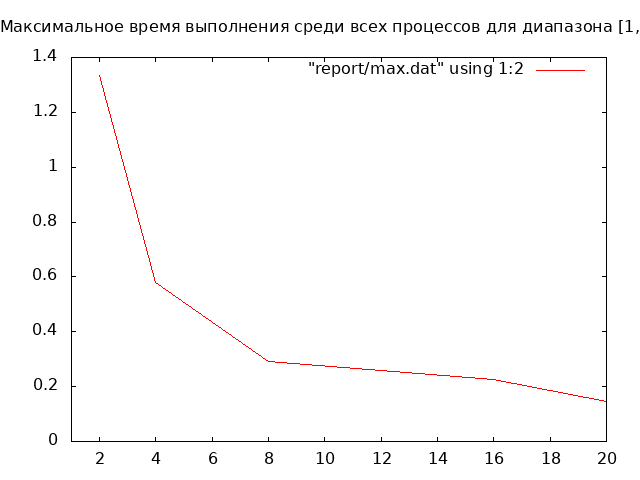 Максимальное время выполнения среди всех процессов для диапазона [1,
"report/max.dat" using 1:2
1.4
1.2
1
0.8
0.6
0.4
0.2
0
2 4 6 8 10 12 14 16 18 20